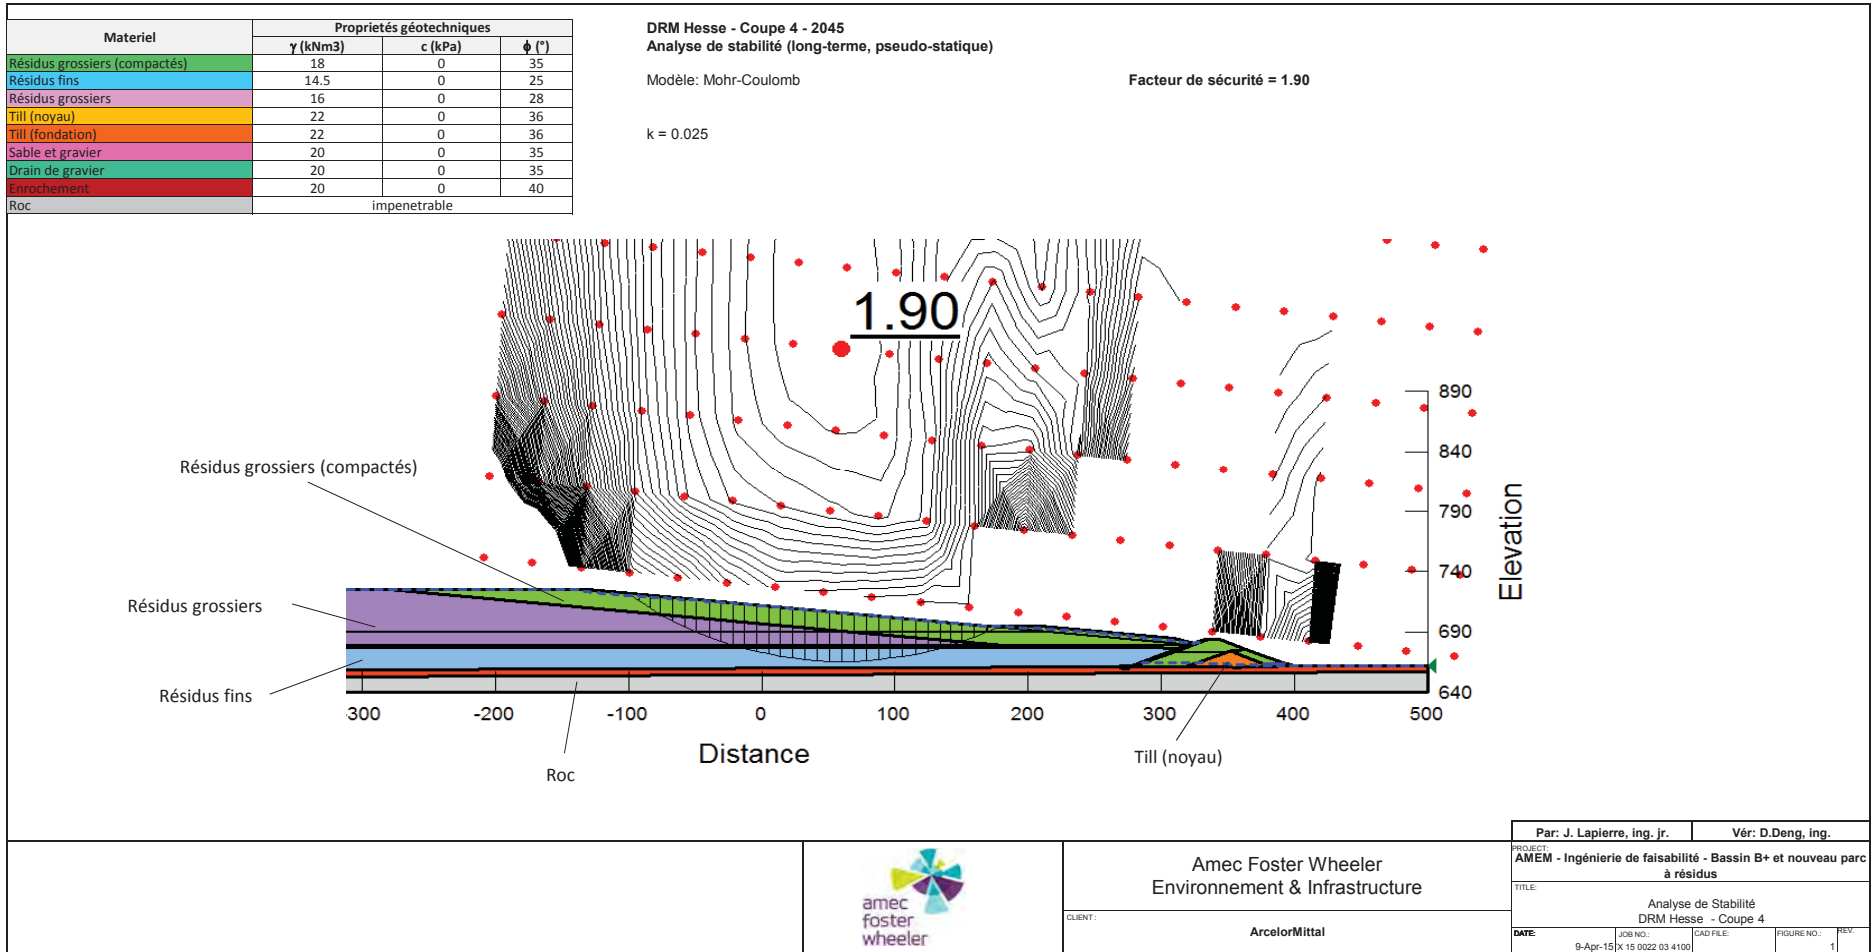 Materiel
Propriétés géotechniques
γ (kNm3) c (kPa) ϕ (°)
Résidus grossiers (compactés) 18 0 35
Résidus fins 14.5 0 25
Résidus grossiers 16 0 28
Till (noyau) 22 0 36
Till (fondation) 22 0 36
Sable et gravier 20 0 35
Drain de gravier 20 0 35
Enrochement 20 0 40
Roc impenetrable
DRM Hesse - Coupe 4 - 2045
Analyse de stabilité (long-terme, pseudo-statique)
Modèle: Mohr-Coulomb
Facteur de sécurité = 1.90
k = 0.025
1.90
Résidus grossiers (compactés)
Résidus grossiers
Résidus fins
Roc
Till (noyau)
890
840
790
740
690
640
Elevation
-300 -200 -100 0 100 200 300 400 500
Distance
amec
foster
wheeler
Amec Foster Wheeler
Environnement & Infrastructure
CLIENT:
ArcelorMittal
Par: J. Lapierre, ing. jr. Vér: D.Deng, ing.
PROJECT:
AMEM - Ingénierie de faisabilité - Bassin B+ et nouveau parc
à résidus
TITLE:
Analyse de Stabilité
DRM Hesse - Coupe 4
DATE: JOB NO.: CAD FILE: FIGURE NO.: REV.
9-Apr-15 X 15 0022 03 4100 1